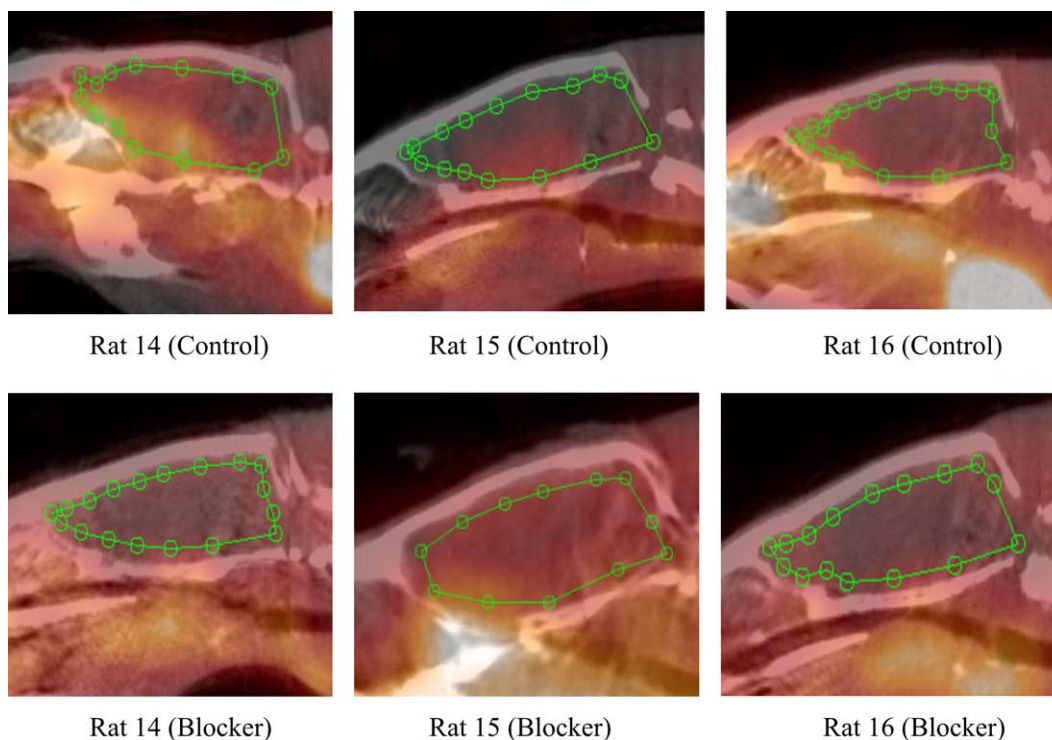 Rat 14 (Control)
Rat 15 (Control)
Rat 16 (Control)
Rat 14 (Blocker)
Rat 15 (Blocker)
Rat 16 (Blocker)